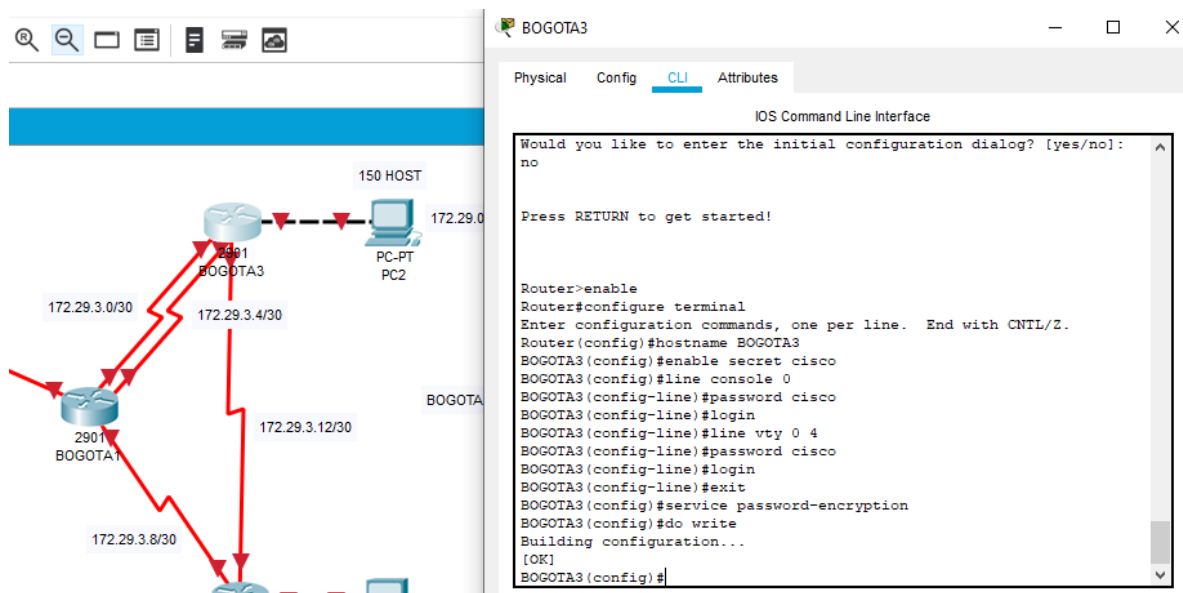 BOGOTA3
Physical Config CLI Attributes
IOS Command Line Interface
Would you like to enter the initial configuration dialog? [yes/no]:
no
Press RETURN to get started!
Router>enable
Router#configure terminal
Enter configuration commands, one per line. End with CNTL/Z.
Router(config)#hostname BOGOTA3
BOGOTA3(config)#enable secret cisco
BOGOTA3(config)#line console 0
BOGOTA3(config-line)#password cisco
BOGOTA3(config-line)#login
BOGOTA3(config-line)#line vty 0 4
BOGOTA3(config-line)#password cisco
BOGOTA3(config-line)#login
BOGOTA3(config-line)#exit
BOGOTA3(config)#service password-encryption
BOGOTA3(config)#do write
Building configuration...
[OK]
BOGOTA3(config)#
150 HOST
172.29.0
2901
BOGOTA3
PC-PT
PC2
172.29.3.0/30
172.29.3.4/30
BOGOTA
2901
BOGOTA1
172.29.3.12/30
172.29.3.8/30